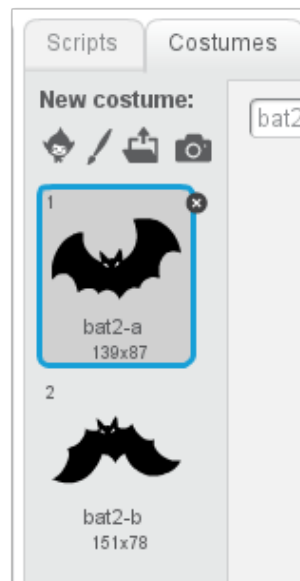 Scripts Costumes
New costume:
bat2
1
bat2-a
139x87
2
bat2-b
151x78